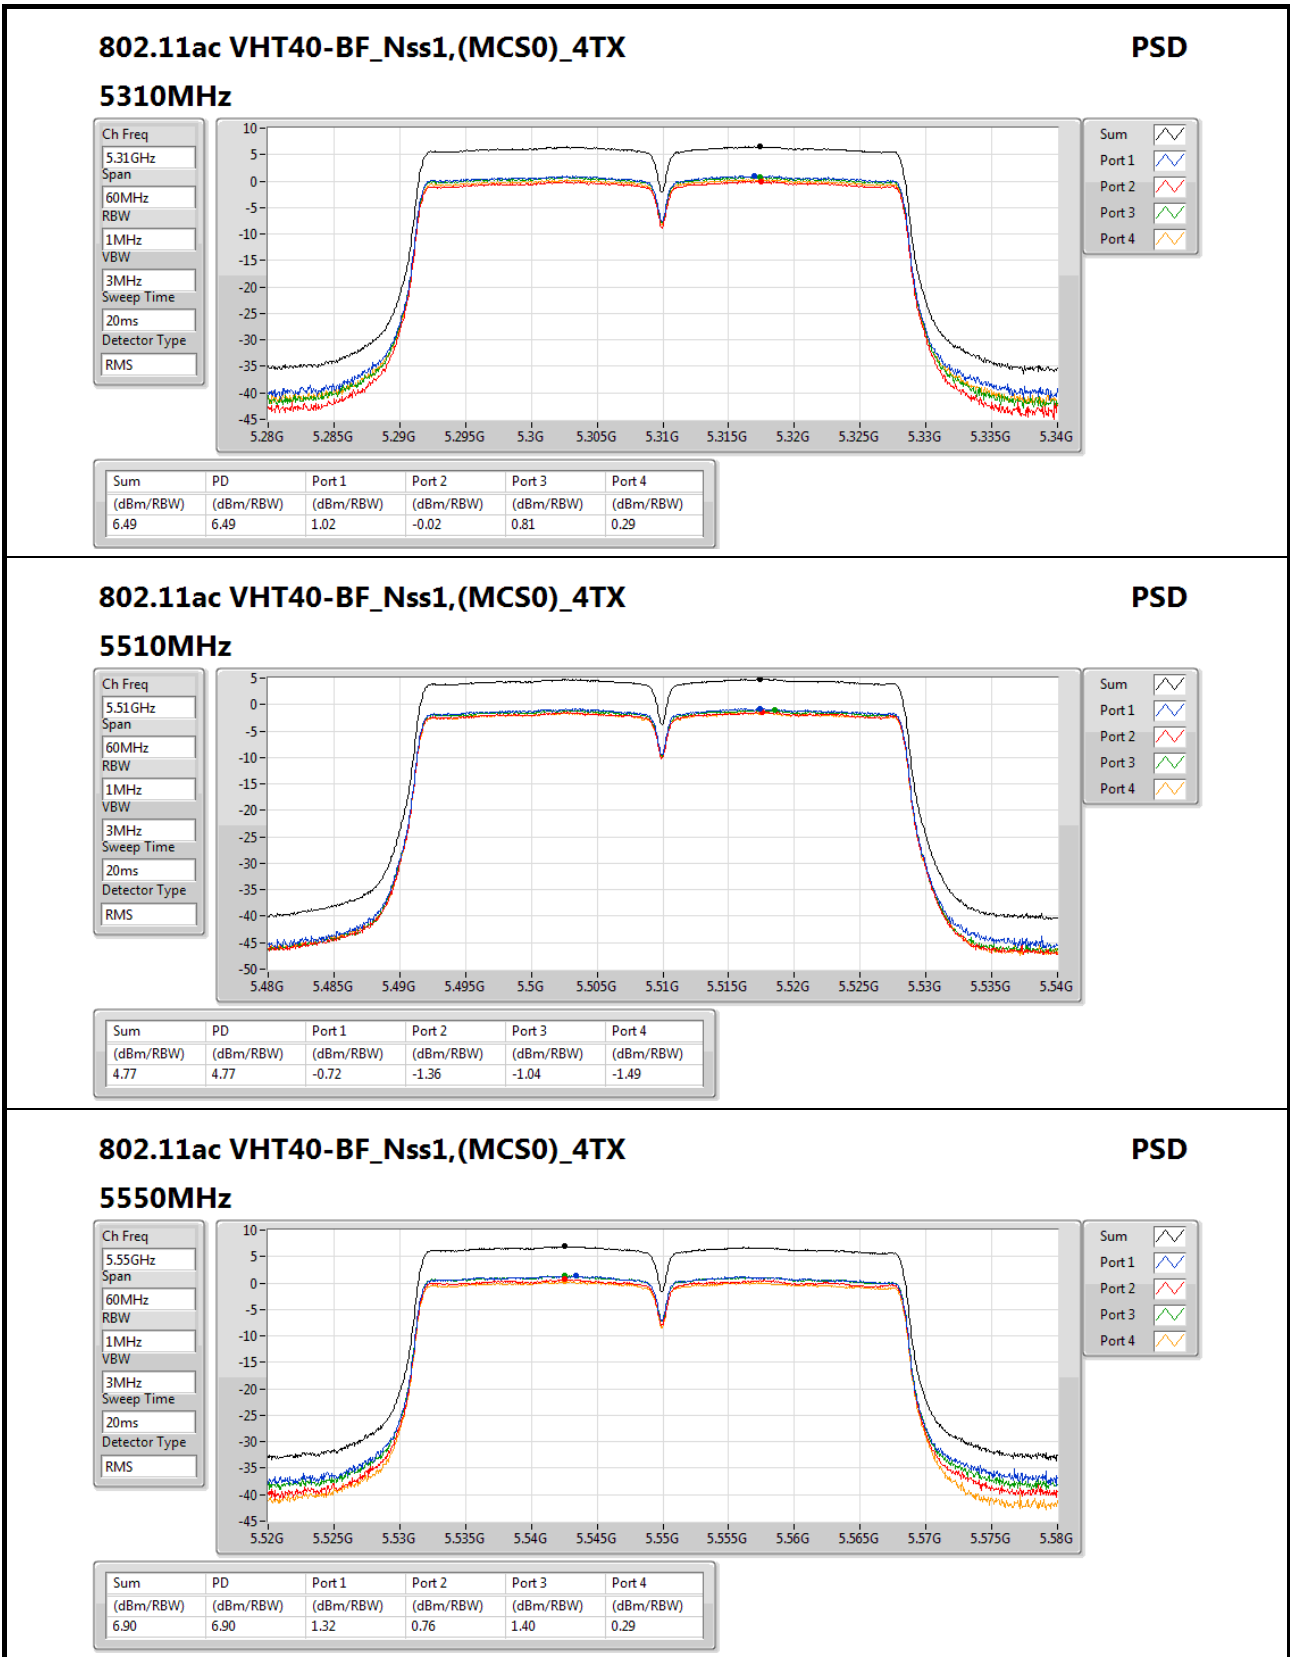 802.11ac VHT40-BF_Nss1,(MCS0)_4TX PSD
5310MHz
Ch Freq
5.31GHz
Span
60MHz
RBW
1MHz
VBW
3MHz
Sweep Time
20ms
Detector Type
RMS
10
5
0
-5
-10
-15
-20
-25
-30
-35
-40
-45
5.28G 5.285G 5.29G 5.295G 5.3G 5.305G 5.31G 5.315G 5.32G 5.325G 5.33G 5.335G 5.34G
Sum
Port 1
Port 2
Port 3
Port 4
Sum PD Port 1 Port 2 Port 3 Port 4
(dBm/RBW) (dBm/RBW) (dBm/RBW) (dBm/RBW) (dBm/RBW) (dBm/RBW)
6.49 6.49 1.02 -0.02 0.81 0.29
802.11ac VHT40-BF_Nss1,(MCS0)_4TX PSD
5510MHz
Ch Freq
5.51GHz
Span
60MHz
RBW
1MHz
VBW
3MHz
Sweep Time
20ms
Detector Type
RMS
5
0
-5
-10
-15
-20
-25
-30
-35
-40
-45
-50
5.48G 5.485G 5.49G 5.495G 5.5G 5.505G 5.51G 5.515G 5.52G 5.525G 5.53G 5.535G 5.54G
Sum
Port 1
Port 2
Port 3
Port 4
Sum PD Port 1 Port 2 Port 3 Port 4
(dBm/RBW) (dBm/RBW) (dBm/RBW) (dBm/RBW) (dBm/RBW) (dBm/RBW)
4.77 4.77 -0.72 -1.36 -1.04 -1.49
802.11ac VHT40-BF_Nss1,(MCS0)_4TX PSD
5550MHz
Ch Freq
5.55GHz
Span
60MHz
RBW
1MHz
VBW
3MHz
Sweep Time
20ms
Detector Type
RMS
10
5
0
-5
-10
-15
-20
-25
-30
-35
-40
-45
5.52G 5.525G 5.53G 5.535G 5.54G 5.545G 5.55G 5.555G 5.56G 5.565G 5.57G 5.575G 5.58G
Sum
Port 1
Port 2
Port 3
Port 4
Sum PD Port 1 Port 2 Port 3 Port 4
(dBm/RBW) (dBm/RBW) (dBm/RBW) (dBm/RBW) (dBm/RBW) (dBm/RBW)
6.90 6.90 1.32 0.76 1.40 0.29